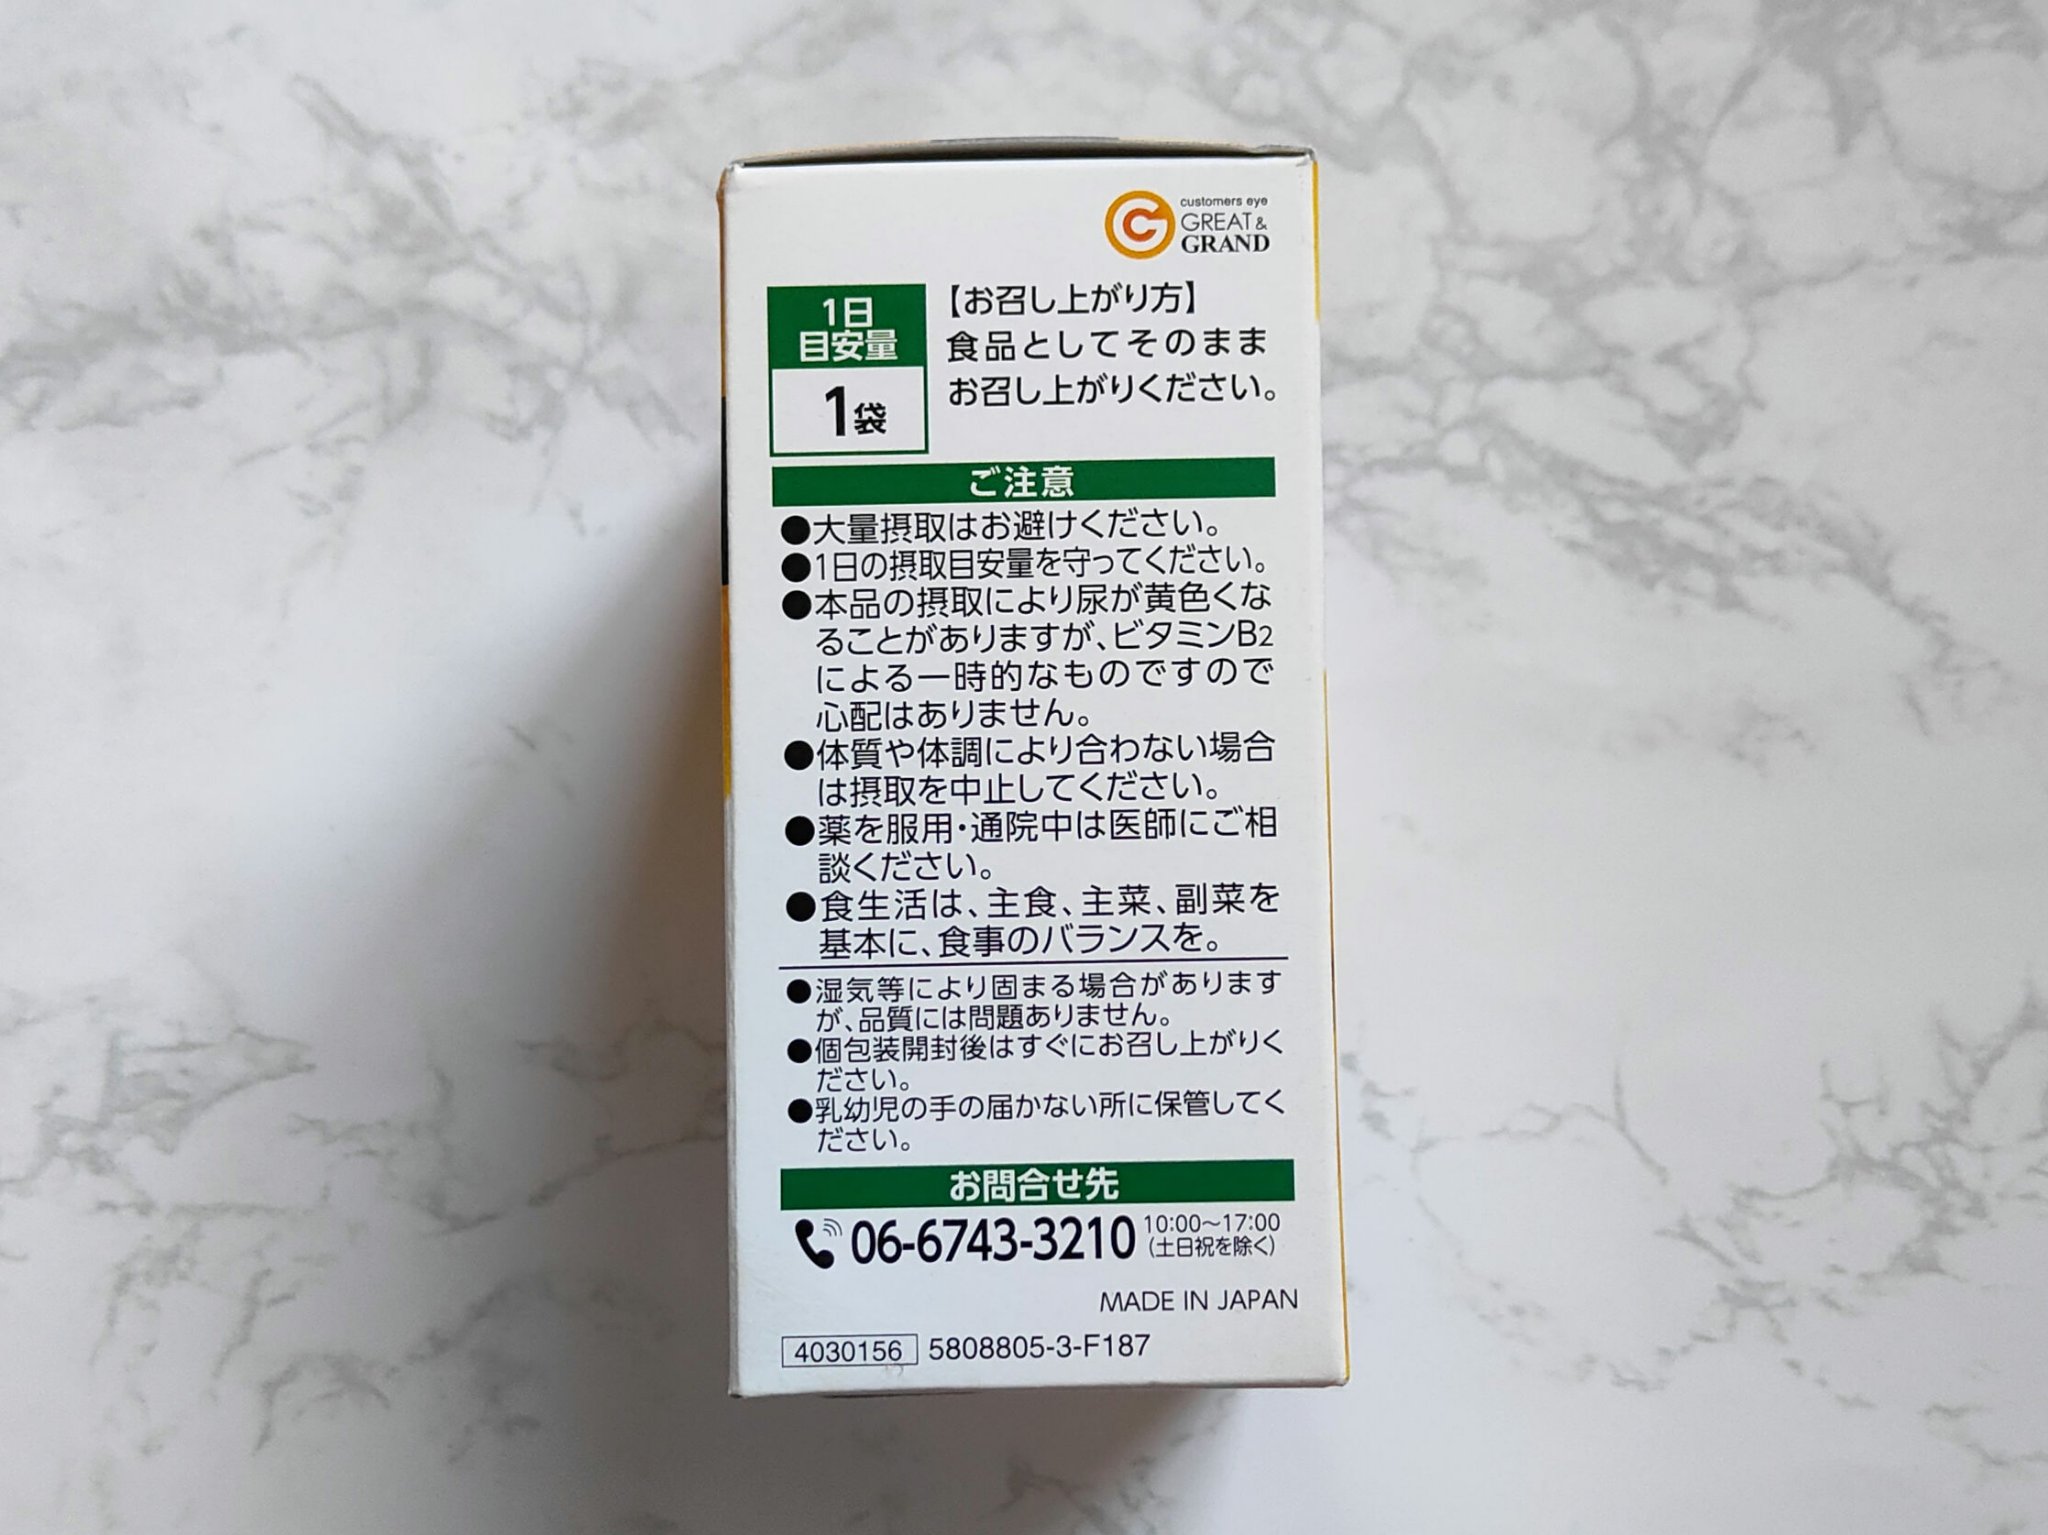 customers eye
GREAT &
GRAND
1日
目安量
1袋
【お召し上がり方】
食品としてそのまま
お召し上がりください。
ご注意
●大量摂取はお避けください。
●1日の摂取目安量を守ってください。
●本品の摂取により尿が黄色くな
ることがありますが、ビタミンB2
による一時的なものですので
心配はありません。
●体質や体調により合わない場合
は摂取を中止してください。
●薬を服用・通院中は医師にご相
談ください。
●食生活は、主食、主菜、副菜を
基本に、食事のバランスを。
●湿気等により固まる場合があります
が、品質には問題ありません。
●個包装開封後はすぐにお召し上がりく
ださい。
●乳幼児の手の届かない所に保管してく
ださい。
お問合せ先
06-6743-3210 10:00～17:00
(土日祝を除く)
MADE IN JAPAN
4030156 5808805-3-F187